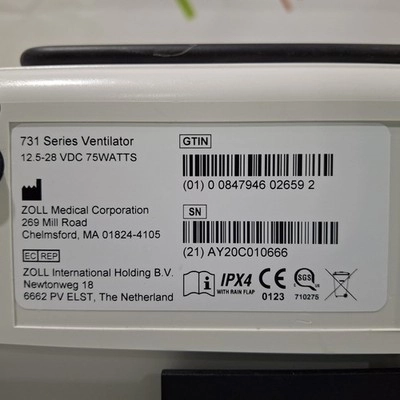 731 Series Ventilator
12.5-28 VDC 75WATTS
ZOLL Medical Corporation
269 Mill Road
Chelmsford, MA 01824-4105
EC REP
ZOLL International Holding B.V.
Newtonweg 18
6662 PV ELST, The Netherland
GTIN
(01) 0 0847946 02659 2
SN
(21) AY20C010666
IPX4
WITH RAIN FLAP
0123
SGS
710275